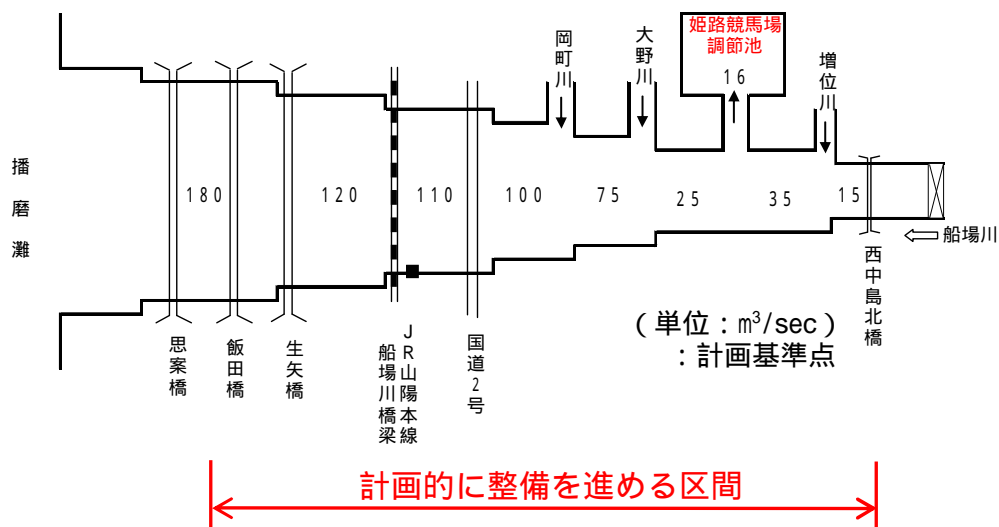 姫路競馬場
調節池
16
岡町川
大野川
増位川
播磨灘
180
120
110
100
75
25
35
15
船場川
思案橋
飯田橋
生矢橋
JR山陽本線
船場川橋梁
国道2号
西中島北橋
(単位:m³/sec)
:計画基準点
計画的に整備を進める区間